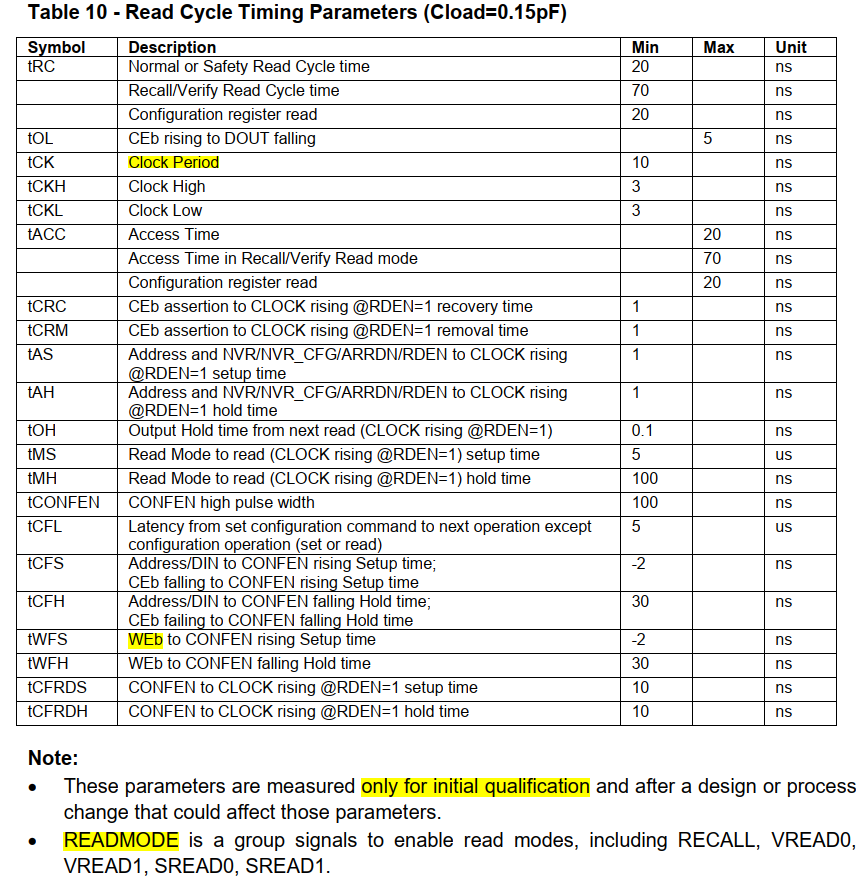 Table 10 - Read Cycle Timing Parameters (Cload=0.15pF)
Symbol Description Min Max Unit
tRC Normal or Safety Read Cycle time 20 ns
Recall/Verify Read Cycle time 70 ns
Configuration register read 20 ns
tOL CEb rising to DOUT falling 5 ns
tCK Clock Period 10 ns
tCKH Clock High 3 ns
tCKL Clock Low 3 ns
tACC Access Time 20 ns
Access Time in Recall/Verify Read mode 70 ns
Configuration register read 20 ns
tCRC CEb assertion to CLOCK rising @RDEN=1 recovery time 1 ns
tCRM CEb assertion to CLOCK rising @RDEN=1 removal time 1 ns
tAS Address and NVR/NVR_CFG/ARRDN/RDEN to CLOCK rising 1 ns
@RDEN=1 setup time
tAH Address and NVR/NVR_CFG/ARRDN/RDEN to CLOCK rising 1 ns
@RDEN=1 hold time
tOH Output Hold time from next read (CLOCK rising @RDEN=1) 0.1 ns
tMS Read Mode to read (CLOCK rising @RDEN=1) setup time 5 us
tMH Read Mode to read (CLOCK rising @RDEN=1) hold time 100 ns
tCONFEN CONFEN high pulse width 100 ns
tCFL Latency from set configuration command to next operation except 5 us
configuration operation (set or read)
tCFS Address/DIN to CONFEN rising Setup time; -2 ns
CEb falling to CONFEN rising Setup time
tCFH Address/DIN to CONFEN falling Hold time; 30 ns
CEb failing to CONFEN falling Hold time
tWFS WEb to CONFEN rising Setup time -2 ns
tWFH WEb to CONFEN falling Hold time 30 ns
tCFRDS CONFEN to CLOCK rising @RDEN=1 setup time 10 ns
tCFRDH CONFEN to CLOCK rising @RDEN=1 hold time 10 ns
Note:
• These parameters are measured only for initial qualification and after a design or process
change that could affect those parameters.
• READMODE is a group signals to enable read modes, including RECALL, VREAD0,
VREAD1, SREAD0, SREAD1.